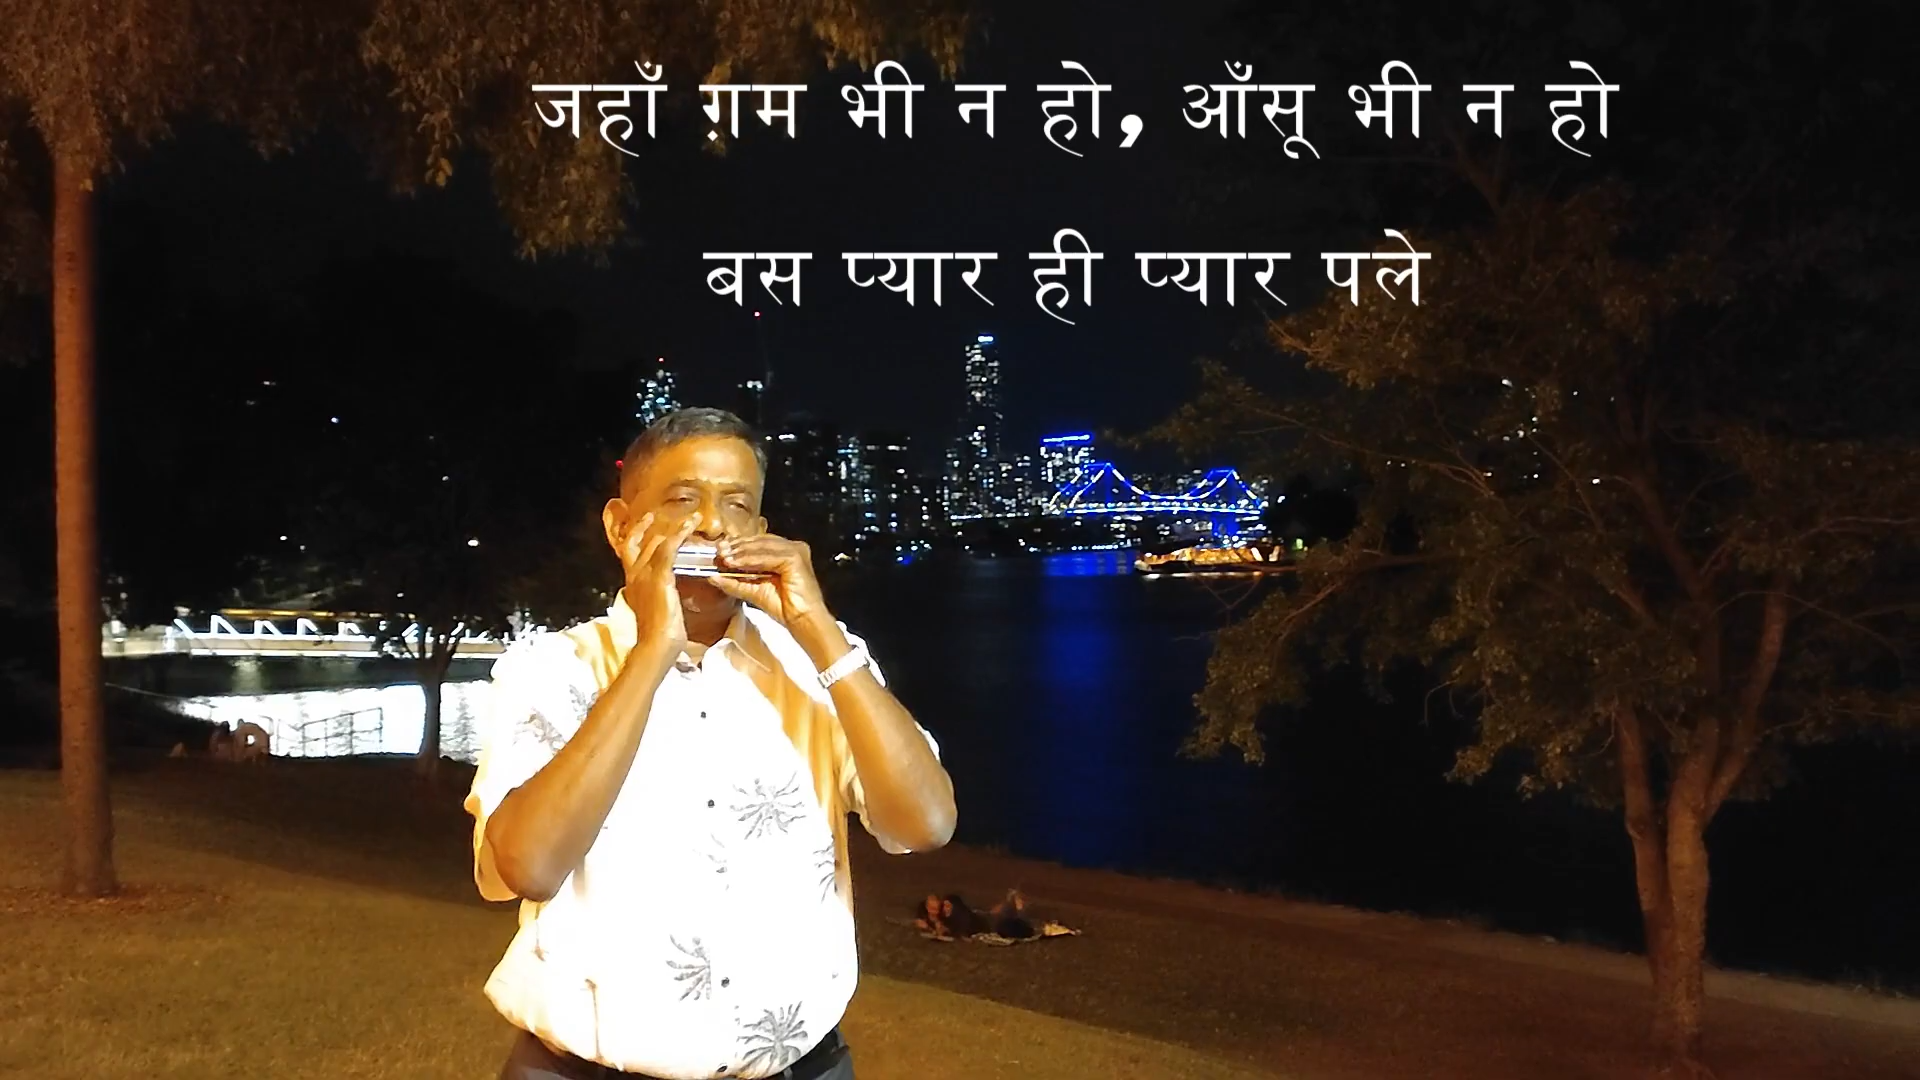 जहाँ ग़म भी न हो, आँसू भी न हो
बस प्यार ही प्यार पले